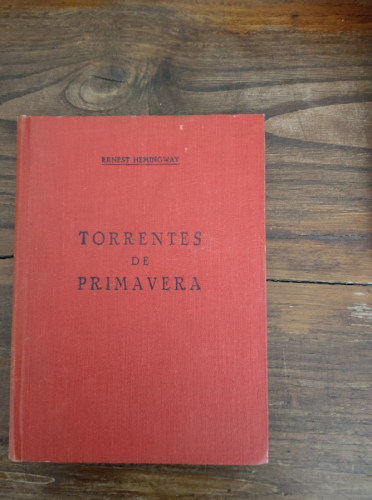 ERNEST HEMINGWAY
TORRENTES
DE
PRIMAVERA